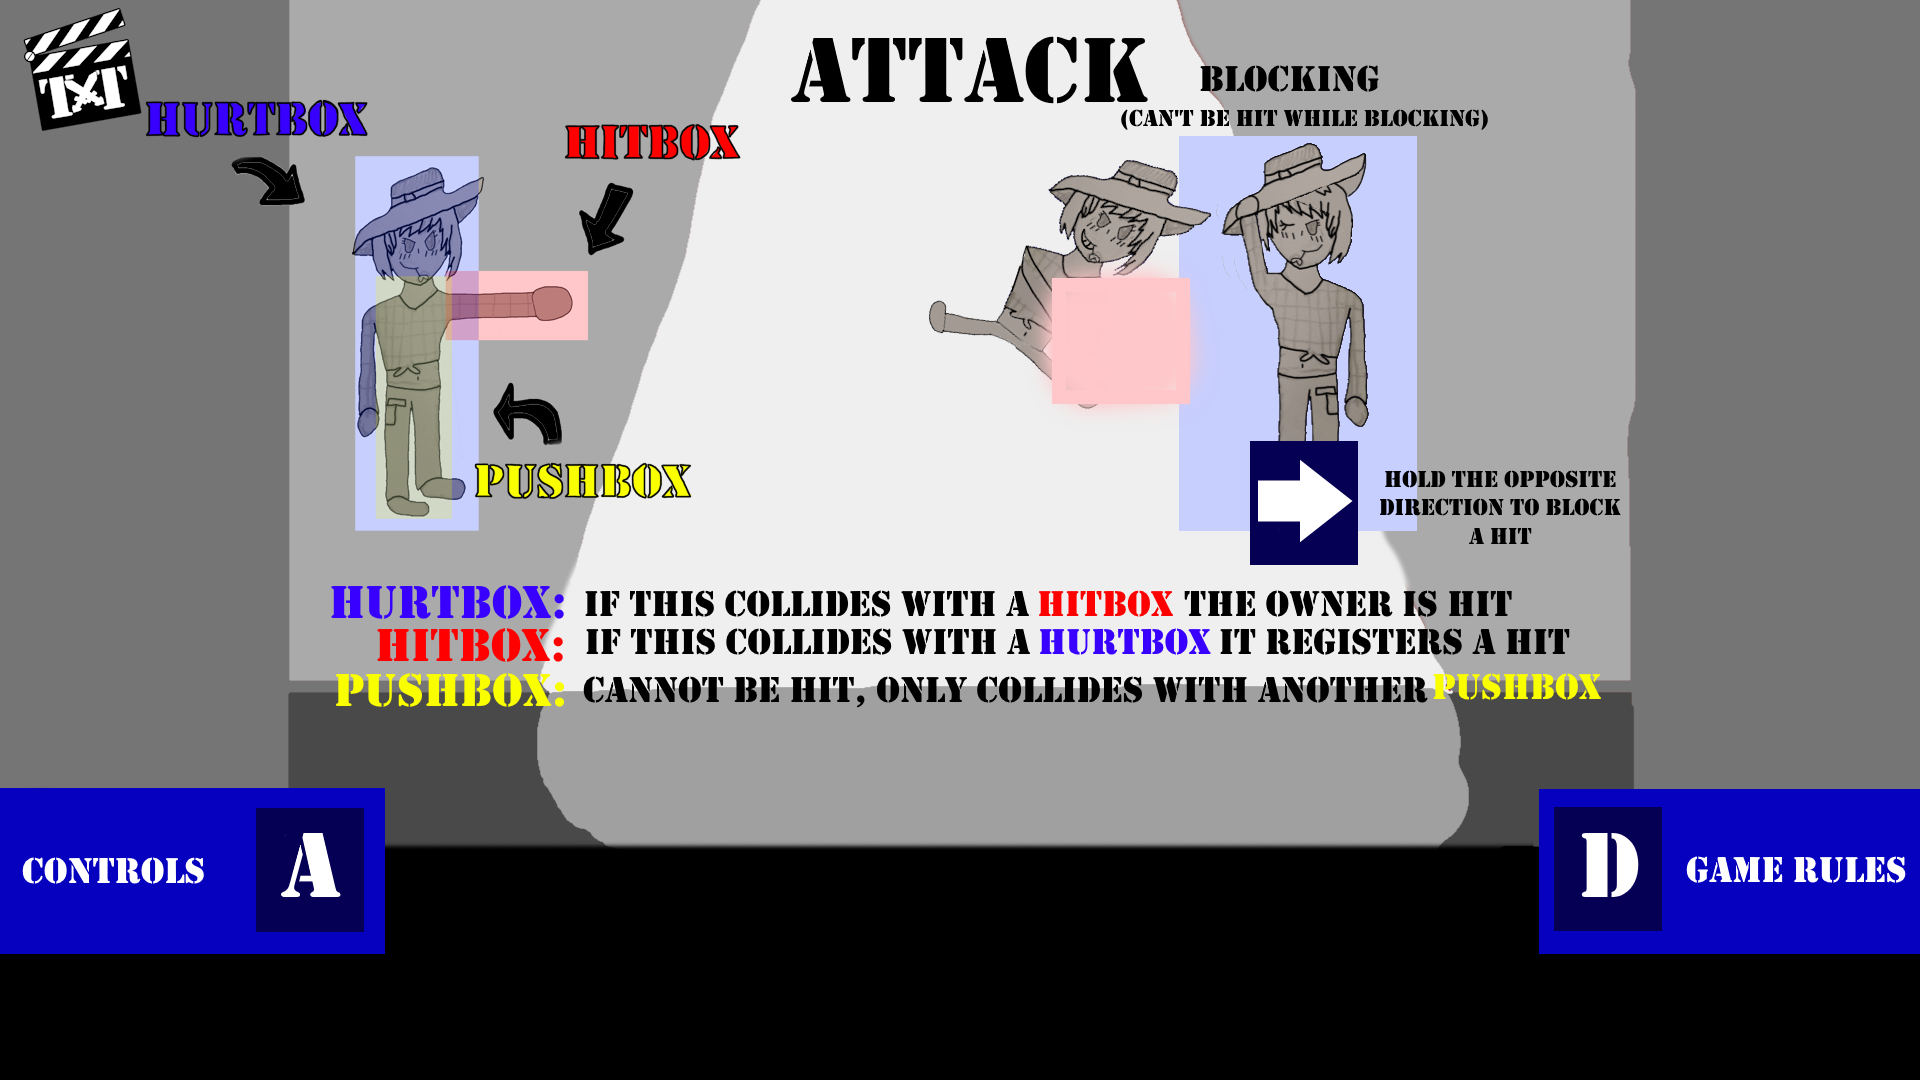 TXT
ATTACK
BLOCKING
(CAN'T BE HIT WHILE BLOCKING)
HURTBOX
HITBOX
PUSHBOX
HOLD THE OPPOSITE
DIRECTION TO BLOCK
A HIT
HURTBOX: IF THIS COLLIDES WITH A HITBOX THE OWNER IS HIT
HITBOX: IF THIS COLLIDES WITH A HURTBOX IT REGISTERS A HIT
PUSHBOX: CANNOT BE HIT, ONLY COLLIDES WITH ANOTHER PUSHBOX
CONTROLS A
D GAME RULES